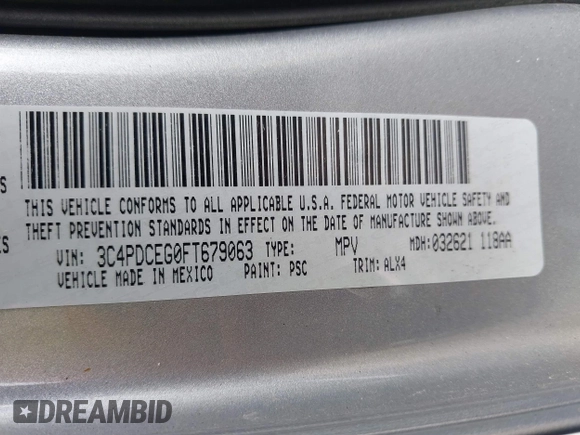 S
THIS VEHICLE CONFORMS TO ALL APPLICABLE U.S.A. FEDERAL MOTOR VEHICLE SAFETY AND
THEFT PREVENTION STANDARDS IN EFFECT ON THE DATE OF MANUFACTURE SHOWN ABOVE.
ES
VIN: 3C4PDCEG0FT679063 TYPE: MPV MDH:032621 118AA
VEHICLE MADE IN MEXICO PAINT: PSC TRIM: ALX4
DREAMBID